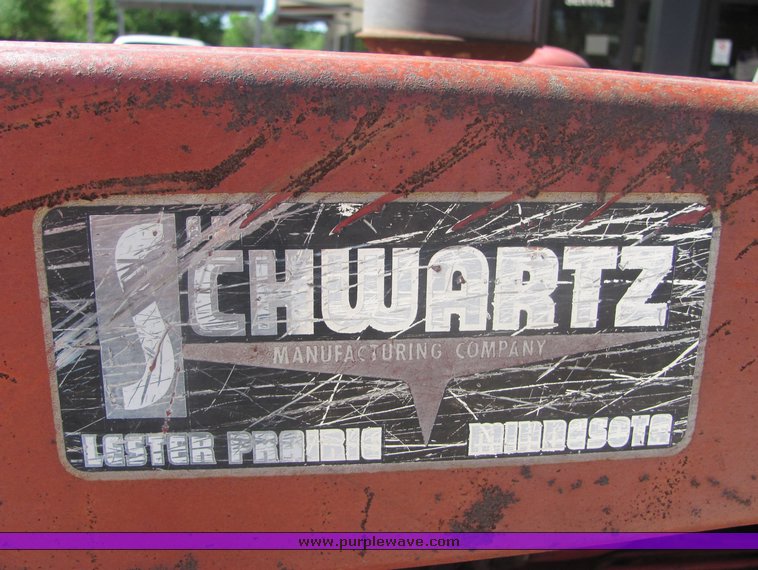 SCHWARTZ
MANUFACTURING COMPANY
LESTER PRAIRIE MINNESOTA
www.purplewave.com